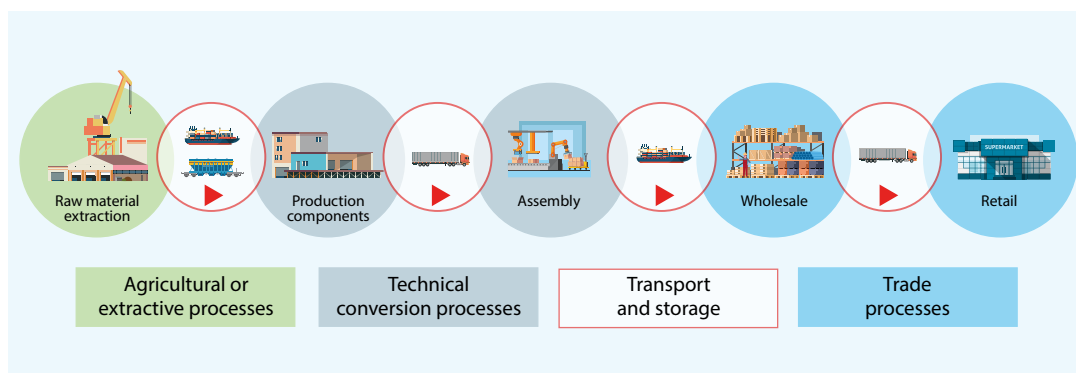 SUPERMARKET
Raw material
extraction
Production
components
Assembly
Wholesale
Retail
Agricultural or
extractive processes
Technical
conversion processes
Transport
and storage
Trade
processes